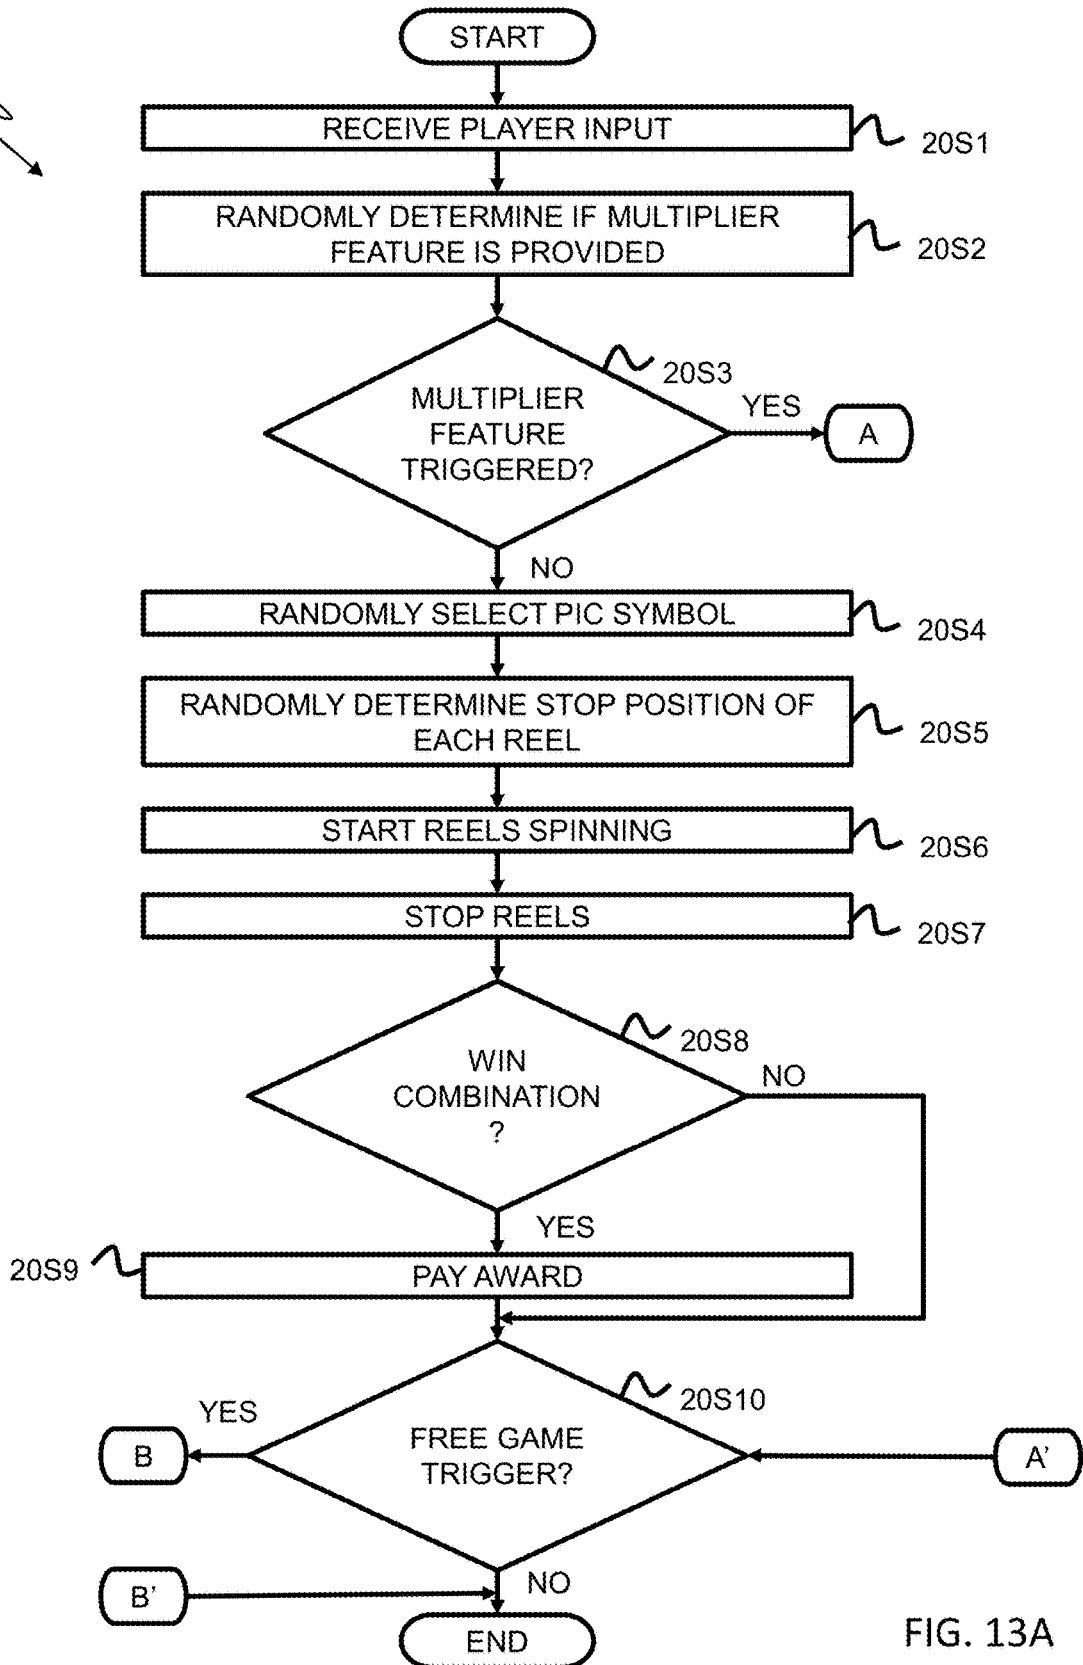 START
RECEIVE PLAYER INPUT
20S1
RANDOMLY DETERMINE IF MULTIPLIER
FEATURE IS PROVIDED
20S2
20S3
MULTIPLIER
FEATURE
TRIGGERED?
YES
A
NO
RANDOMLY SELECT PIC SYMBOL
20S4
RANDOMLY DETERMINE STOP POSITION OF
EACH REEL
20S5
START REELS SPINNING
20S6
STOP REELS
20S7
20S8
WIN
COMBINATION
?
NO
YES
20S9
PAY AWARD
20S10
YES
B
FREE GAME
TRIGGER?
A'
B'
NO
END
FIG. 13A